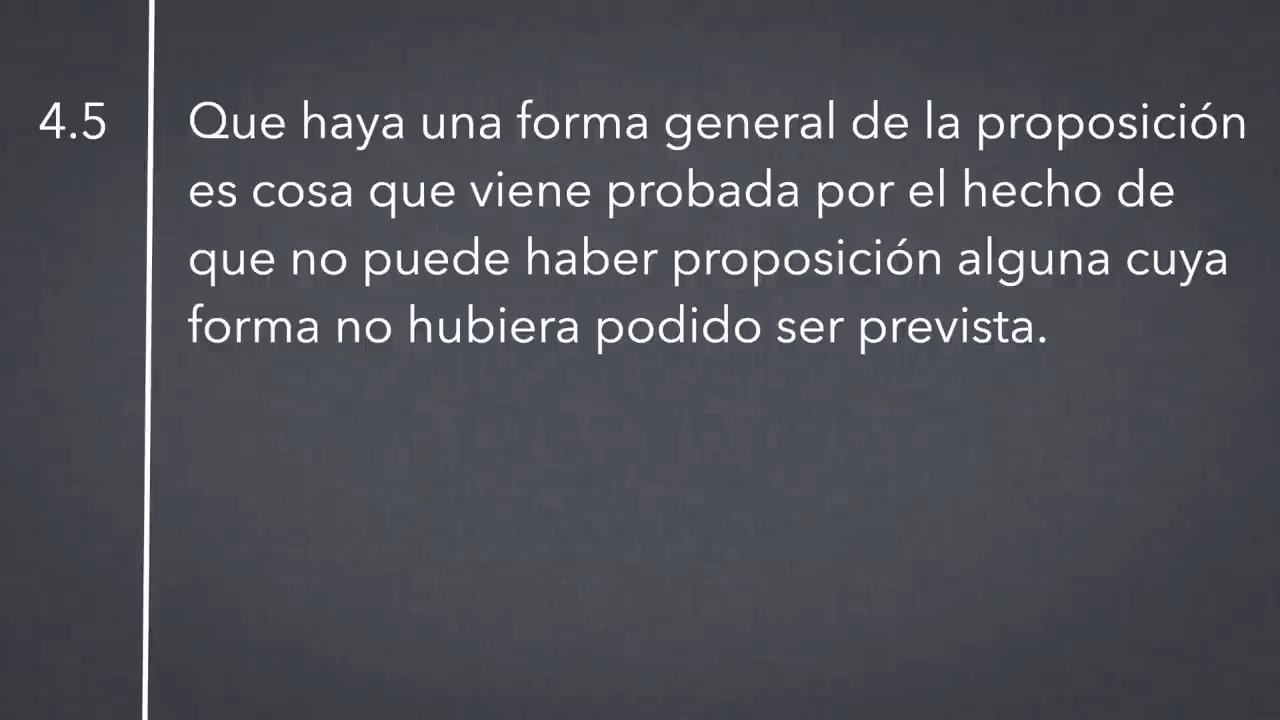 4.5 Que haya una forma general de la proposición
es cosa que viene probada por el hecho de
que no puede haber proposición alguna cuya
forma no hubiera podido ser prevista.